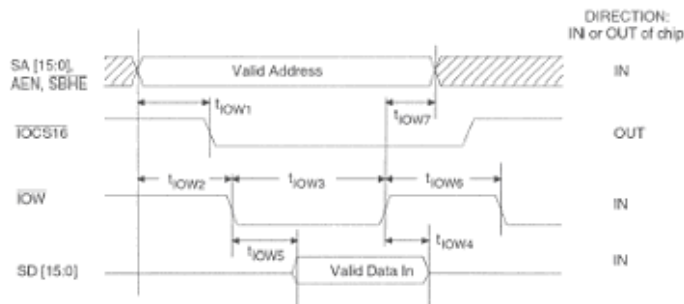 DIRECTION:
IN or OUT of chip
SA [15:0],
AEN, SBHE
Valid Address
IN
tIOW1
tIOW7
IOCS16
OUT
tIOW2
tIOW3
tIOW6
IOW
IN
tIOW5
tIOW4
SD [15:0]
Valid Data In
IN